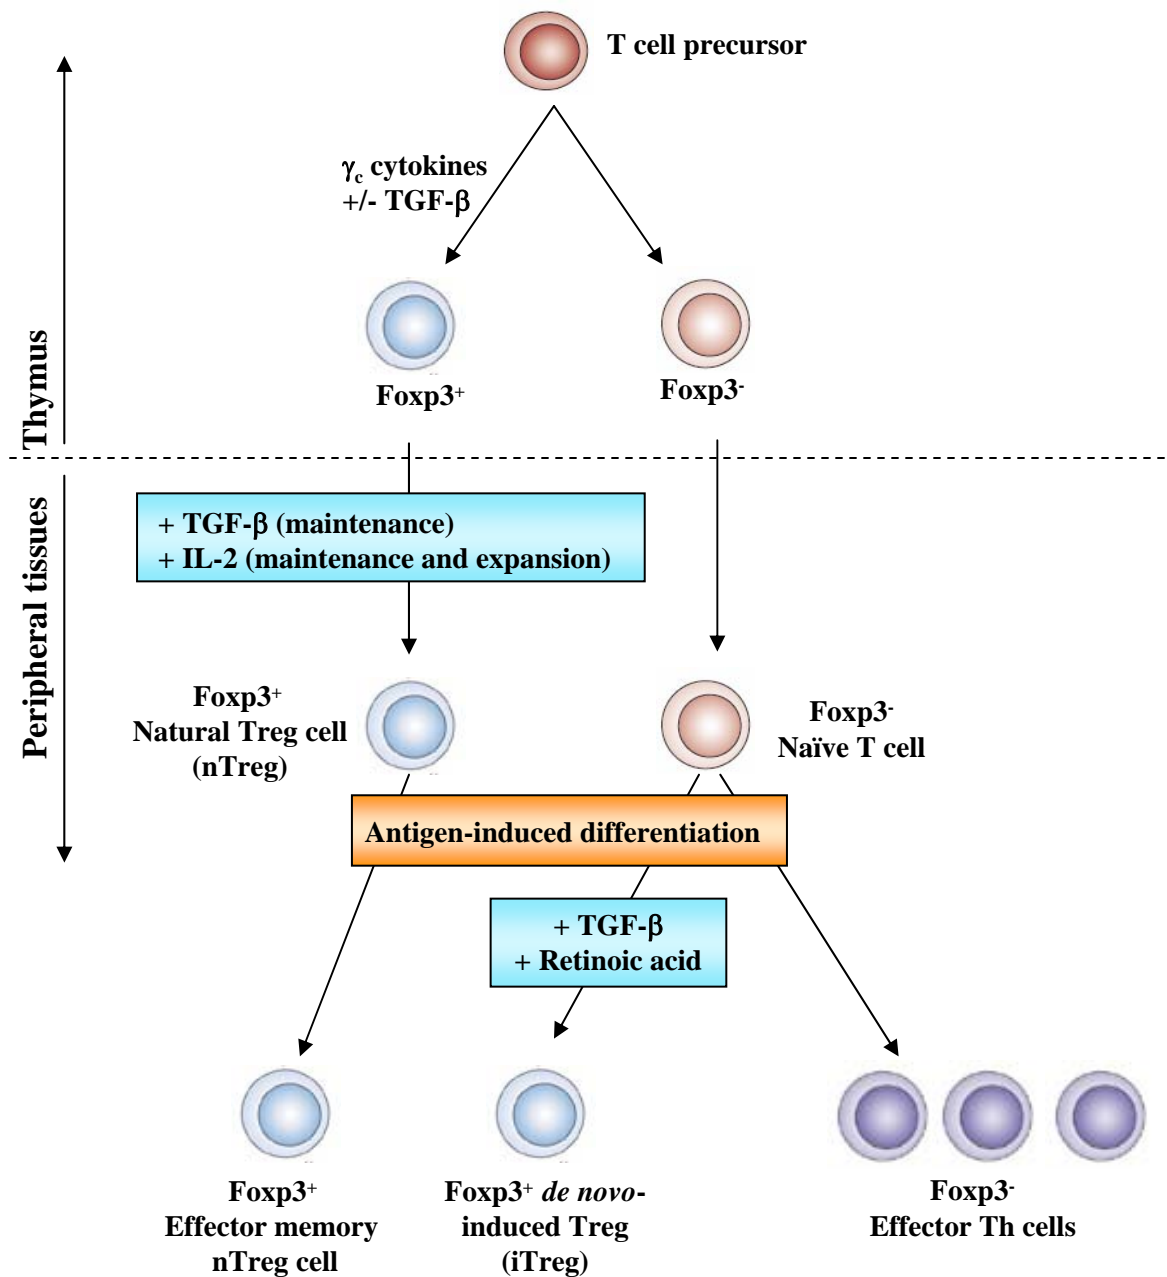 T cell precursor
γc cytokines
+/- TGF-β
Foxp3+
Foxp3-
Thymus
Peripheral tissues
+ TGF-β (maintenance)
+ IL-2 (maintenance and expansion)
Foxp3+
Natural Treg cell
(nTreg)
Foxp3-
Naïve T cell
Antigen-induced differentiation
+ TGF-β
+ Retinoic acid
Foxp3+
Effector memory
nTreg cell
Foxp3+ de novo-
induced Treg
(iTreg)
Foxp3-
Effector Th cells